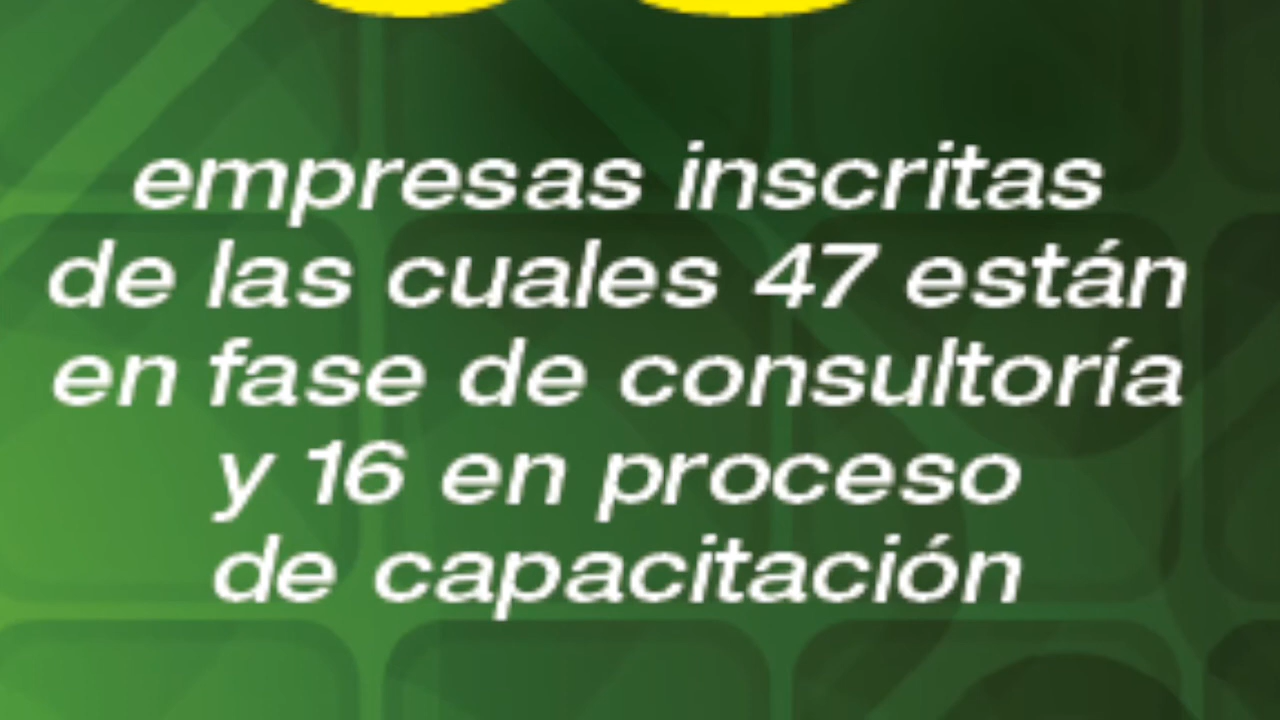 empresas inscritas
de las cuales 47 están
en fase de consultoría
y 16 en proceso
de capacitación